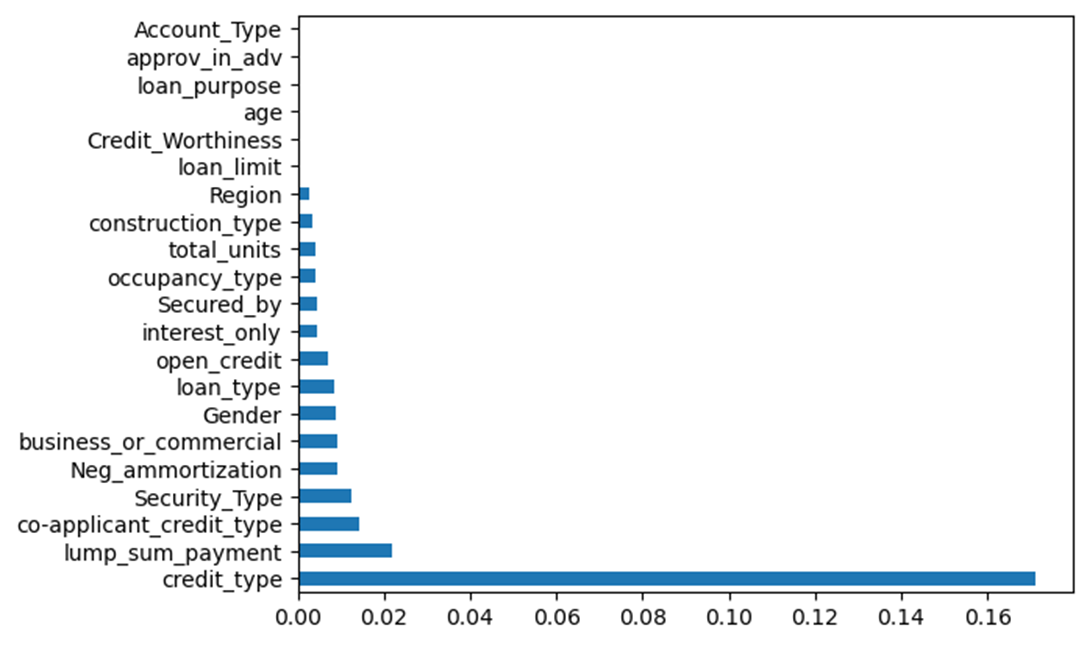 Account_Type
approv_in_adv
loan_purpose
age
Credit_Worthiness
loan_limit
Region
construction_type
total_units
occupancy_type
Secured_by
interest_only
open_credit
loan_type
Gender
business_or_commercial
Neg_ammortization
Security_Type
co-applicant_credit_type
lump_sum_payment
credit_type
0.00 0.02 0.04 0.06 0.08 0.10 0.12 0.14 0.16